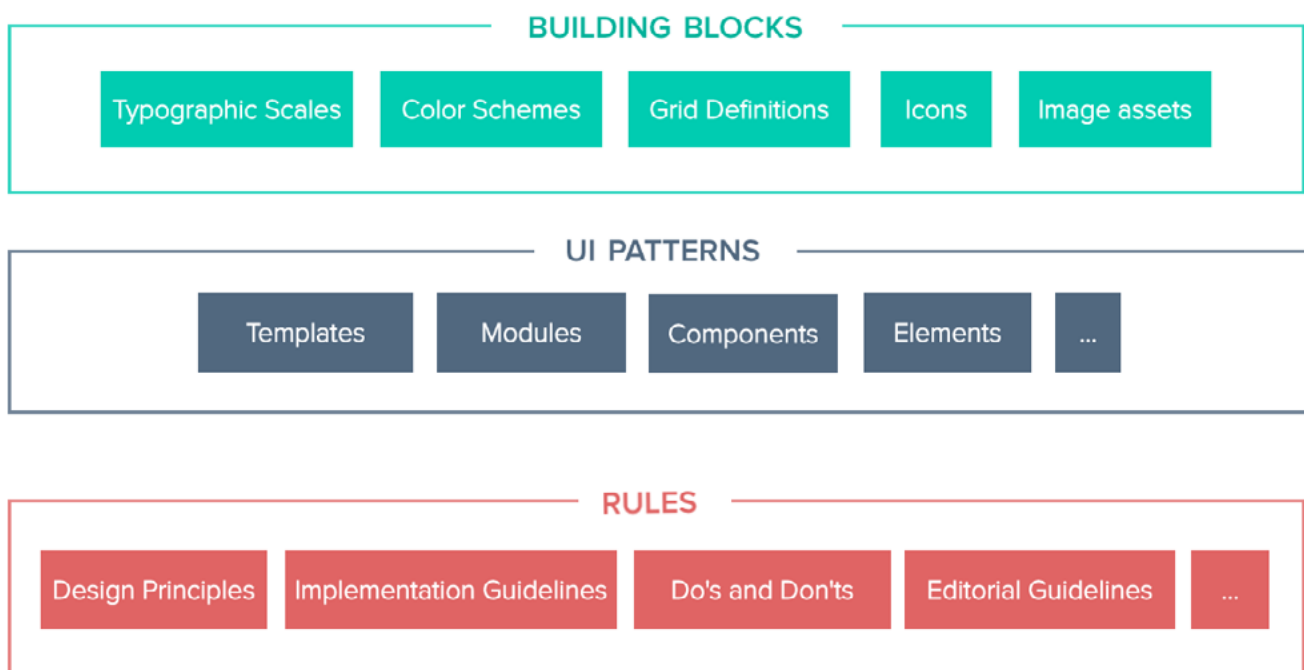 BUILDING BLOCKS
Typographic Scales Color Schemes Grid Definitions Icons Image assets
UI PATTERNS
Templates Modules Components Elements ...
RULES
Design Principles Implementation Guidelines Do's and Don'ts Editorial Guidelines ...